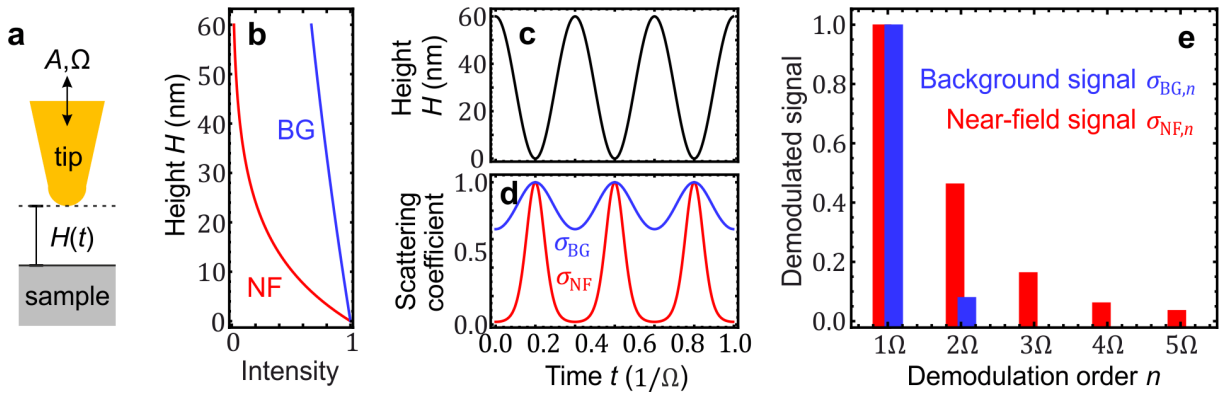 a
A,Ω
tip
H(t)
sample
b
Height H (nm)
60
50
40
30
20
10
0
BG
NF
0
1
Intensity
c
Height
H (nm)
60
40
20
0
d
Scattering
coefficient
1.0
0.5
0.0
σBG
σNF
0.0
0.2
0.4
0.6
0.8
1.0
Time t (1/Ω)
e
Demodulated signal
1.0
0.8
0.6
0.4
0.2
0.0
Background signal σBG,n
Near-field signal σNF,n
1Ω
2Ω
3Ω
4Ω
5Ω
Demodulation order n